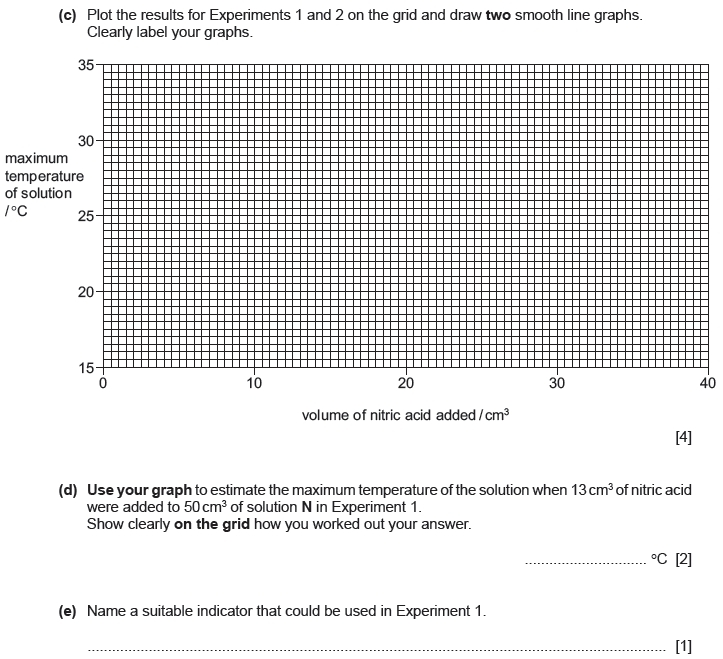 (c) Plot the results for Experiments 1 and 2 on the grid and draw two smooth line graphs.
Clearly label your graphs.
35
30
maximum
temperature
of solution
/°C
25
20
15
0 10 20 30 40
volume of nitric acid added/cm³
[4]
(d) Use your graph to estimate the maximum temperature of the solution when 13 cm³ of nitric acid
were added to 50 cm³ of solution N in Experiment 1.
Show clearly on the grid how you worked out your answer.
.............................. °C [2]
(e) Name a suitable indicator that could be used in Experiment 1.
.............................................................................................................................................. [1]